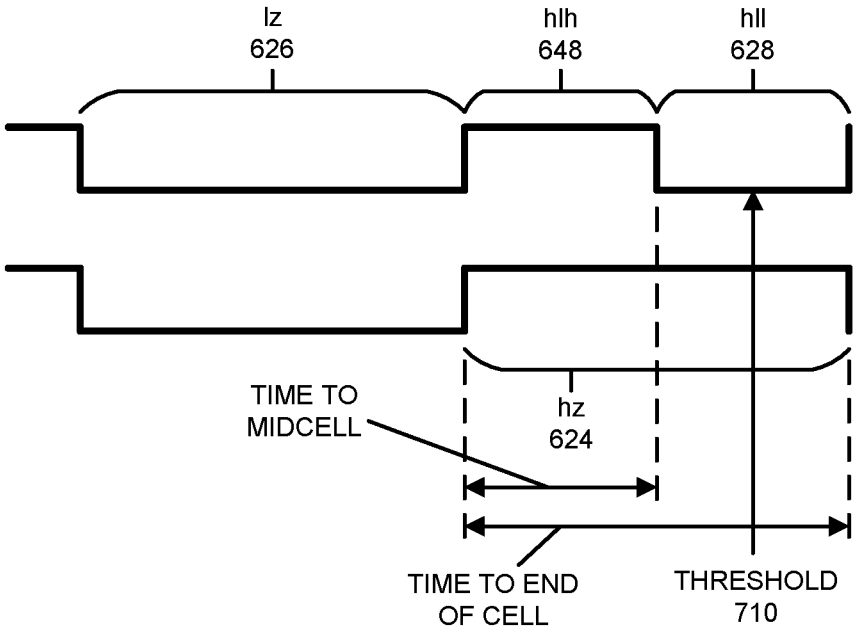 lz
626
hlh
648
hll
628
TIME TO
MIDCELL
hz
624
TIME TO END
OF CELL
THRESHOLD
710